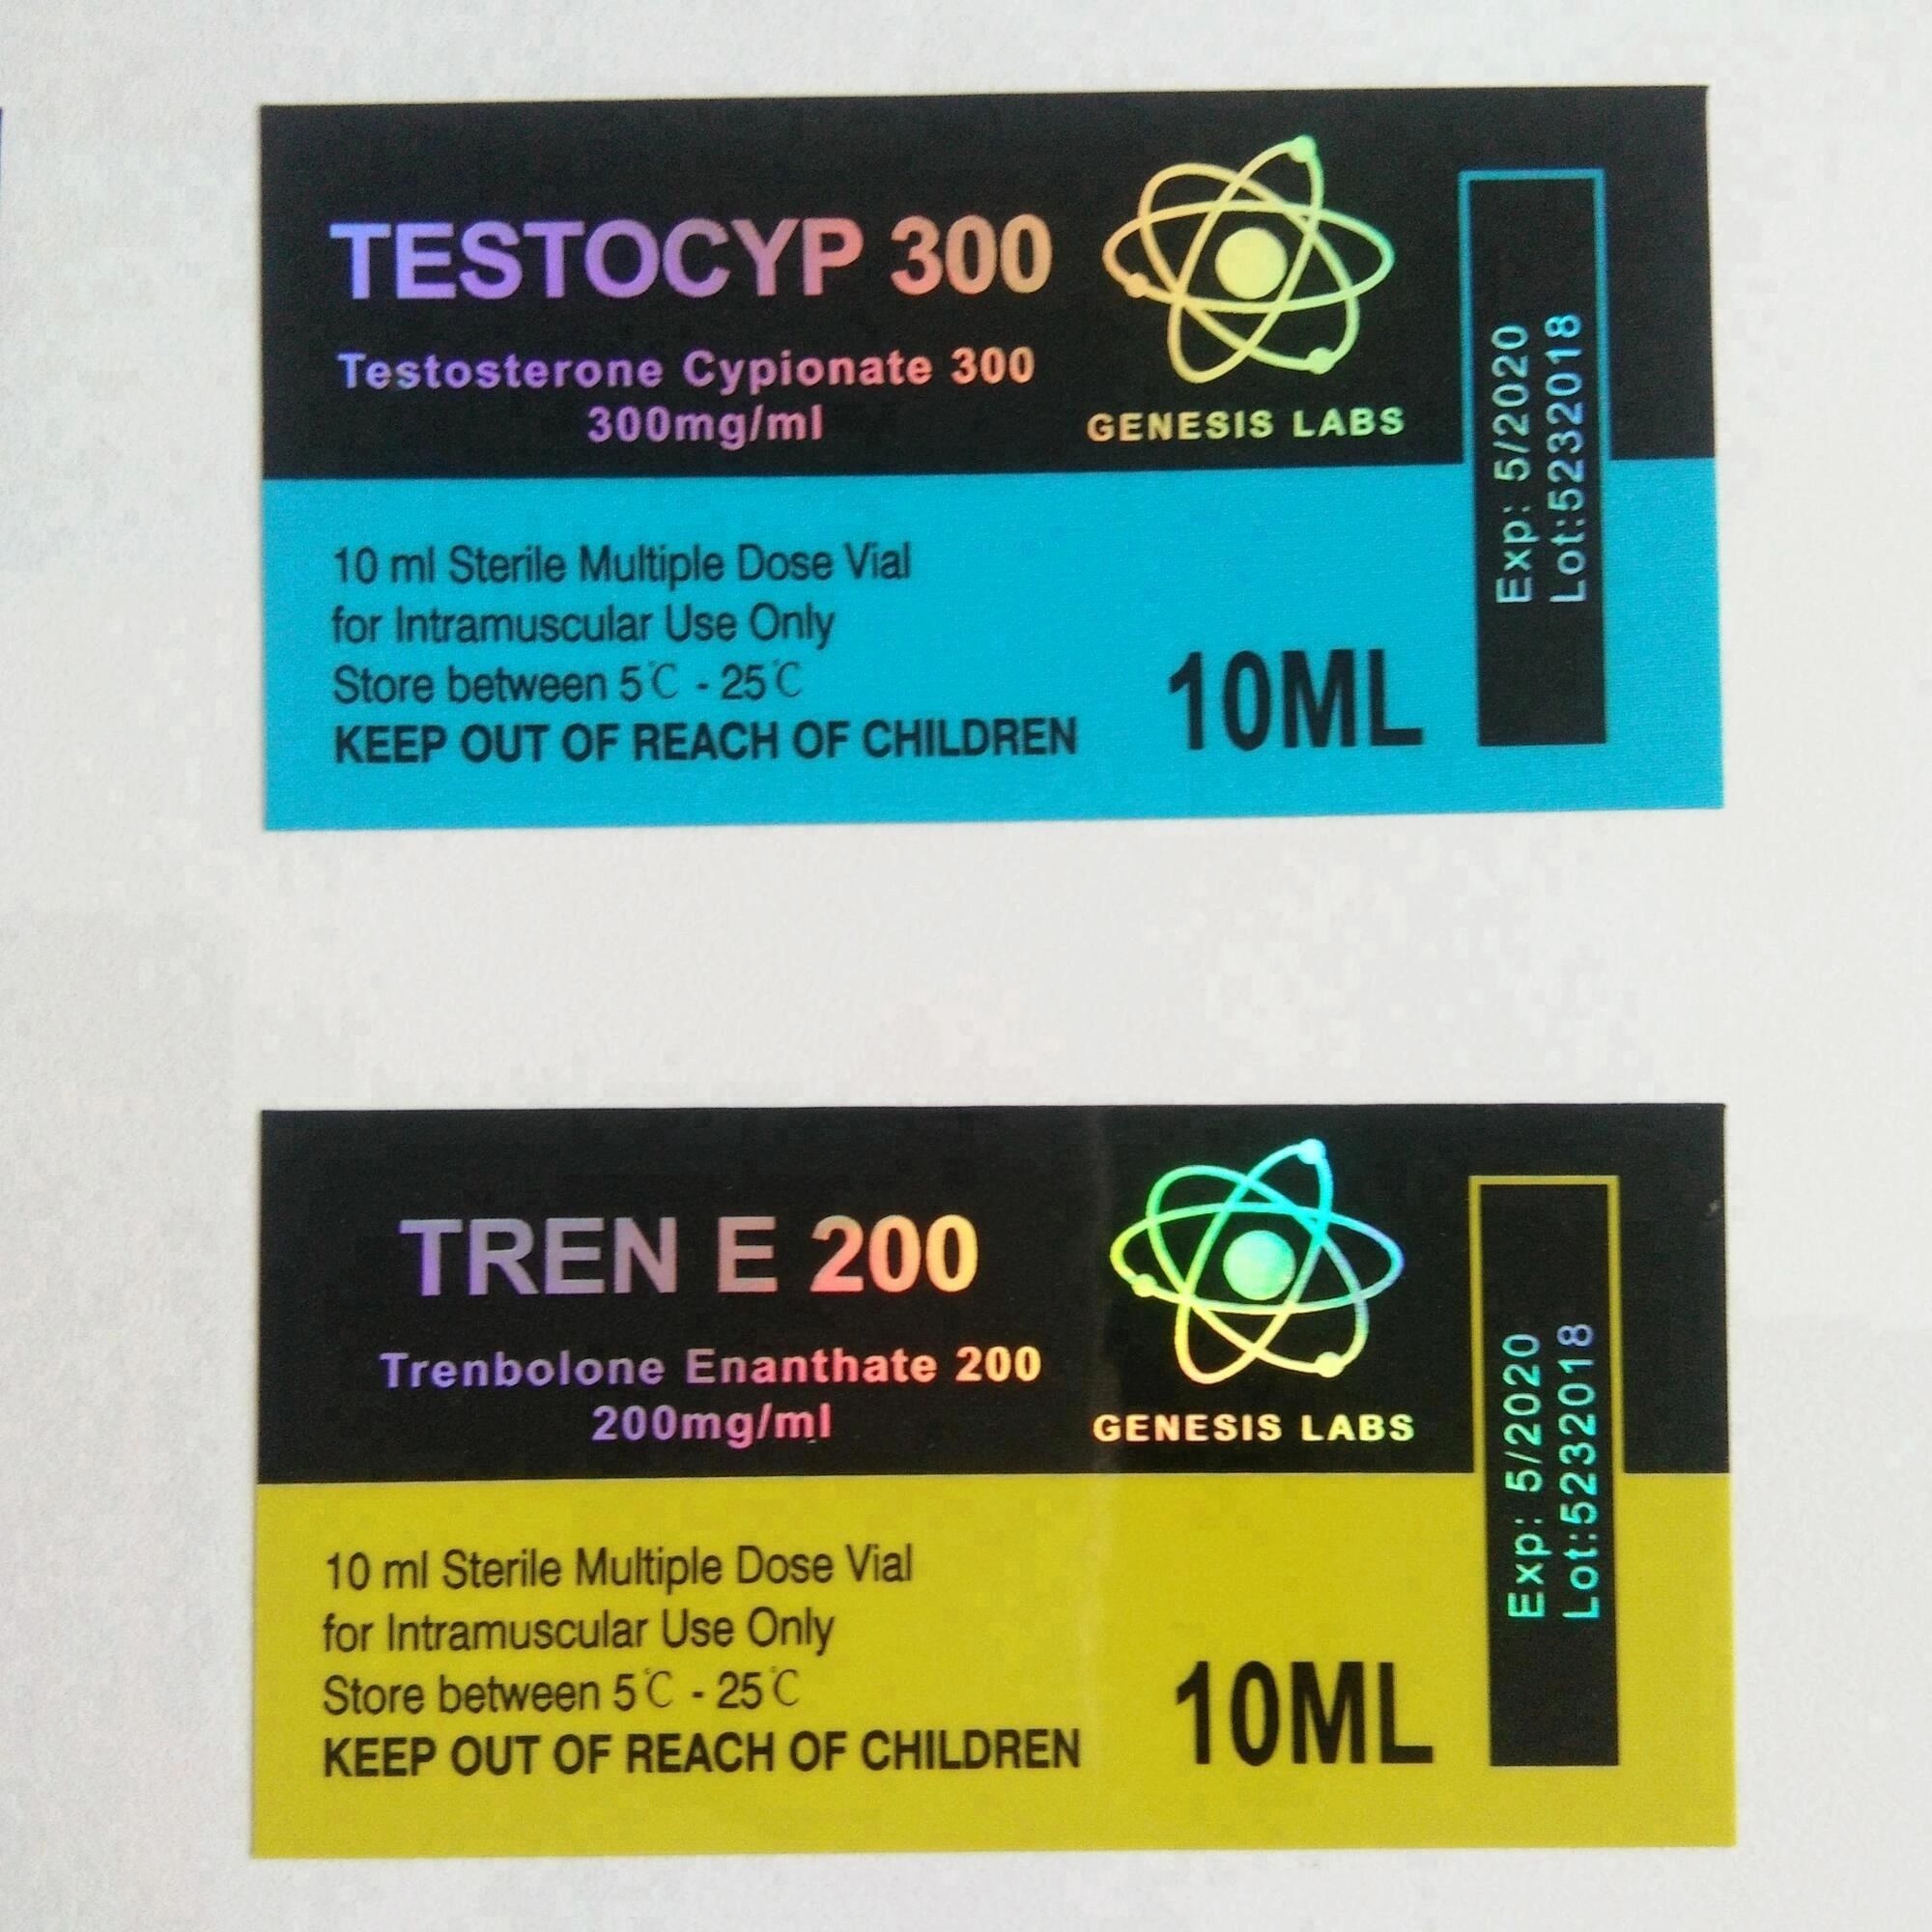 TESTOCYP 300
Testosterone Cypionate 300
300mg/ml
GENESIS LABS
Exp: 5/2020
Lot:5232018
10 ml Sterile Multiple Dose Vial
for Intramuscular Use Only
Store between 5℃ - 25℃
KEEP OUT OF REACH OF CHILDREN
10ML
TREN E 200
Trenbolone Enanthate 200
200mg/ml
GENESIS LABS
Exp: 5/2020
Lot:5232018
10 ml Sterile Multiple Dose Vial
for Intramuscular Use Only
Store between 5℃ - 25℃
KEEP OUT OF REACH OF CHILDREN
10ML